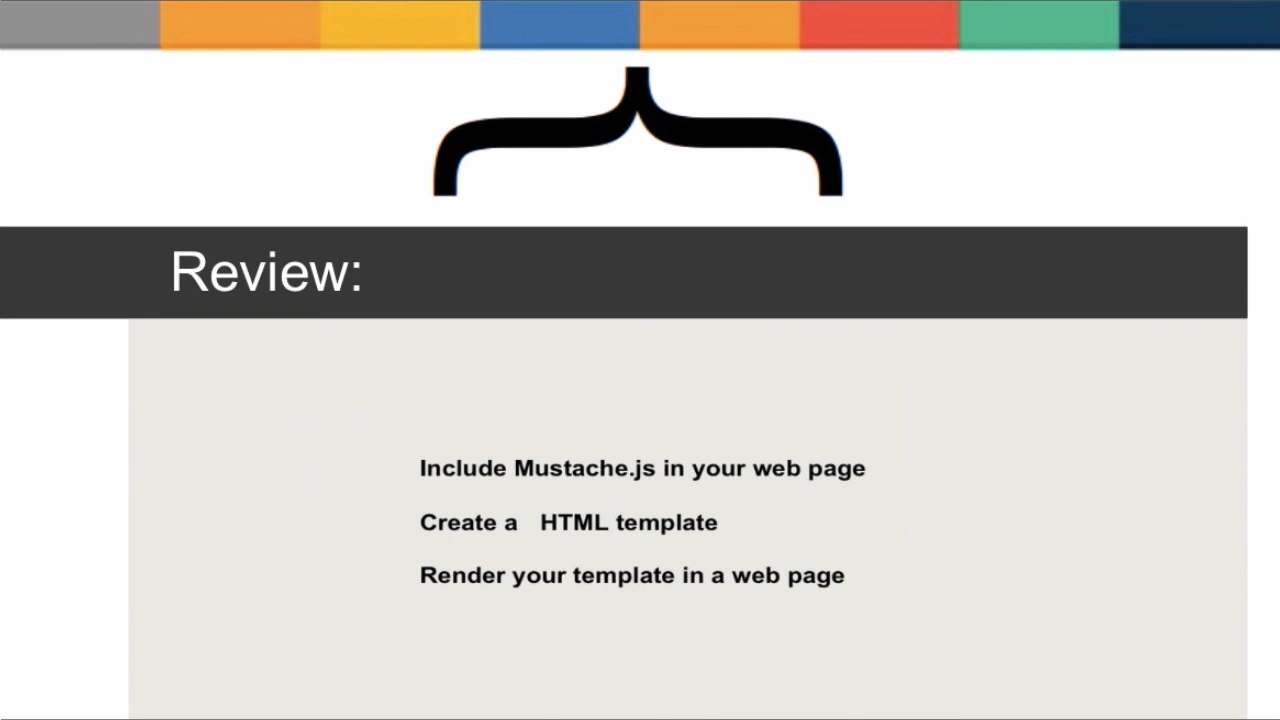 Review:
Include Mustache.js in your web page
Create a HTML template
Render your template in a web page